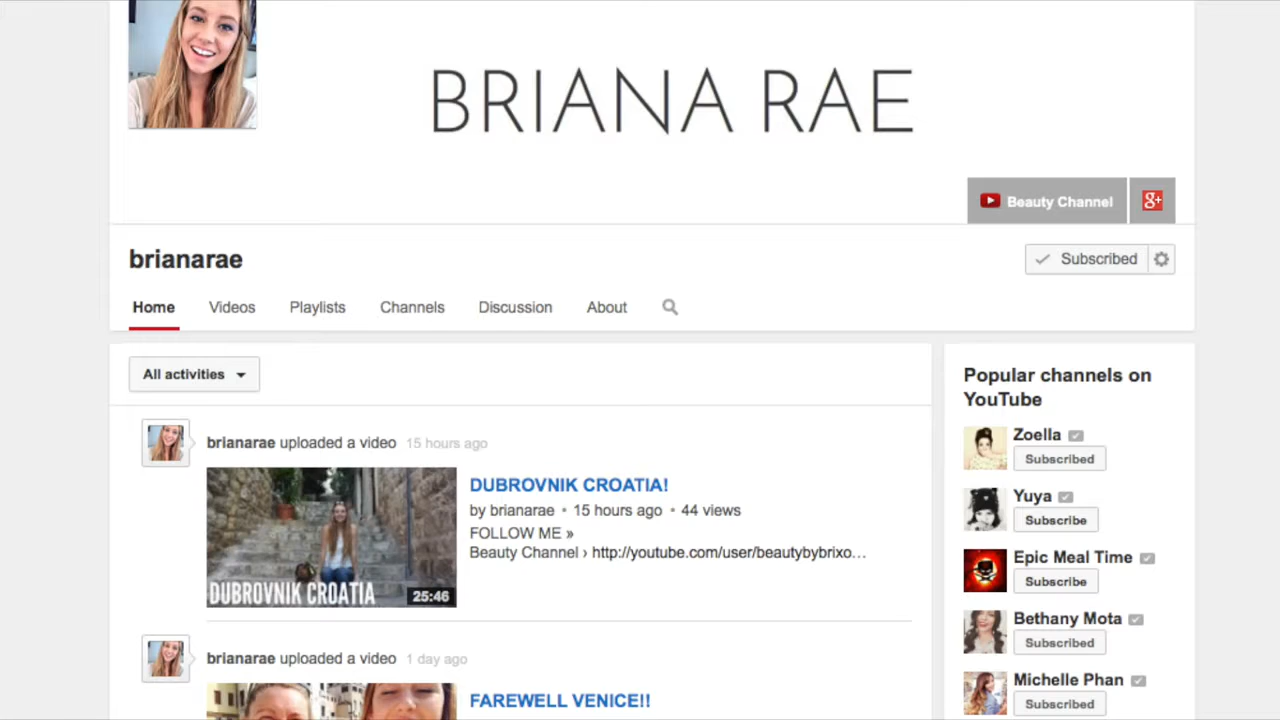 BRIANA RAE
Beauty Channel
g+
brianarae
Subscribed
Home Videos Playlists Channels Discussion About
All activities
brianarae uploaded a video 15 hours ago
DUBROVNIK CROATIA
25:46
DUBROVNIK CROATIA!
by brianarae • 15 hours ago • 44 views
FOLLOW ME »
Beauty Channel › http://youtube.com/user/beautybybrixo…
brianarae uploaded a video 1 day ago
FAREWELL VENICE!!
Popular channels on
YouTube
Zoella
Subscribed
Yuya
Subscribe
Epic Meal Time
Subscribe
Bethany Mota
Subscribed
Michelle Phan
Subscribed